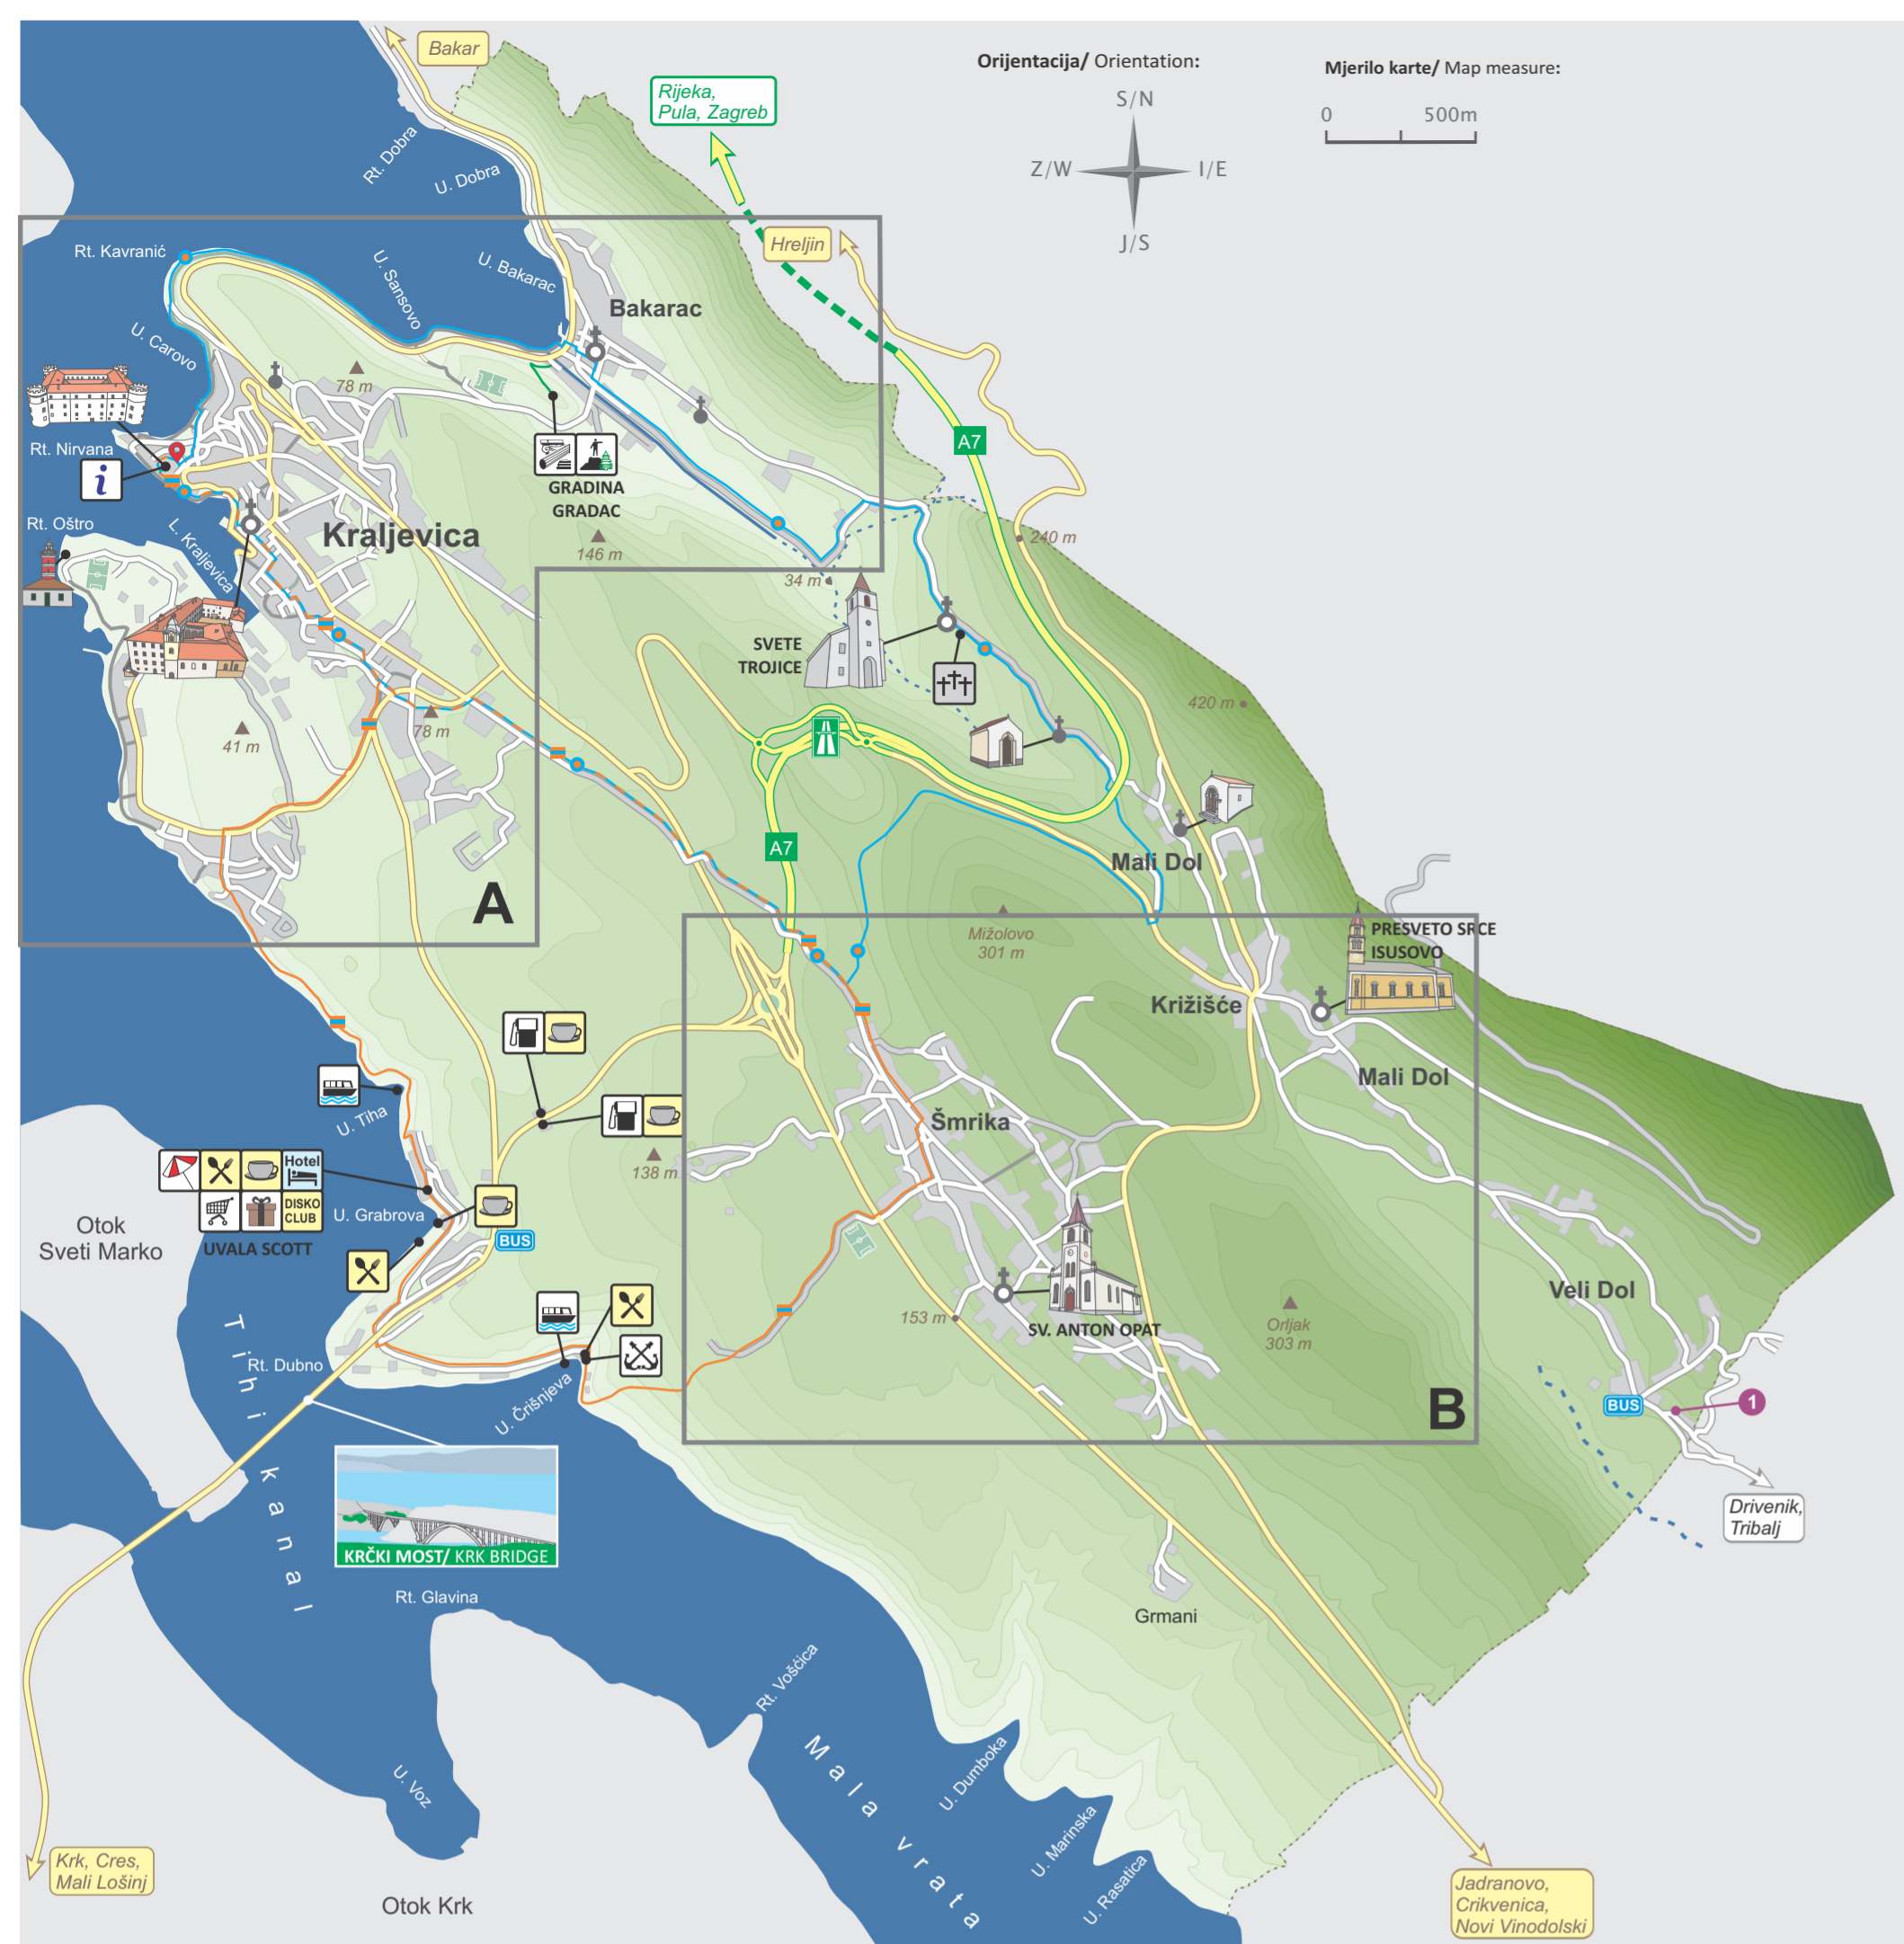 Bakar
Orijentacija/ Orientation:
Mjerilo karte/ Map measure:
Rijeka,
Pula, Zagreb
S/N
0 500m
Rt. Dobra
U. Dobra
Z/W I/E
J/S
Hreljin
Rt. Kavranić
U. Sansovo
U. Bakarac
Bakarac
U. Carovo
78 m
Rt. Nirvana
i
A7
GRADINA
GRADAC
Rt. Oštro
L. Kraljevica
Kraljevica
146 m
240 m
34 m
SVETE
TROJICE
420 m
41 m
78 m
A7
Mali Dol
A
Mižolovo
301 m
PRESVETO SRCE
ISUSOVO
Križišće
Mali Dol
U. Tiha
Šmrika
138 m
Hotel
DISKO
CLUB
UVALA SCOTT
U. Grabrova
BUS
Otok
Sveti Marko
Veli Dol
153 m
SV. ANTON OPAT
Orljak
303 m
Rt. Dubno
U. Črišnjeva
B
BUS
1
Tihi kanal
Drivenik,
Tribalj
KRČKI MOST/ KRK BRIDGE
Rt. Glavina
Grmani
Rt. Voščica
U. Voz
Mala vrata
U. Dumboka
U. Marinska
U. Rasatica
Krk, Cres,
Mali Lošinj
Otok Krk
Jadranovo,
Crikvenica,
Novi Vinodolski